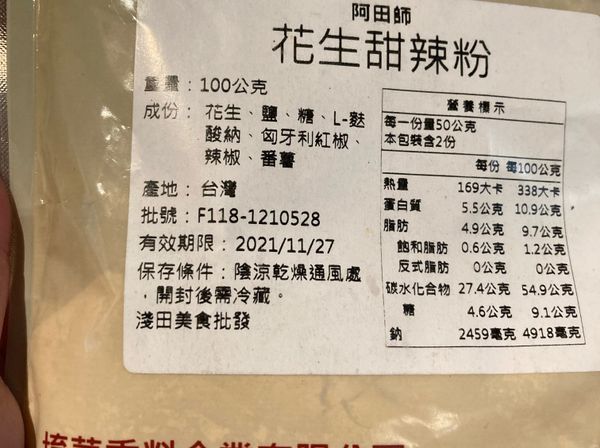 阿田師
花生甜辣粉
重量：100公克
成份： 花生、鹽、糖、L-麩
酸納、匈牙利紅椒、
辣椒、番薯
產地： 台灣
批號：F118-1210528
有效期限：2021/11/27
保存條件：陰涼乾燥通風處
，開封後需冷藏。
淺田美食批發
營養標示
每一份量50公克
本包裝含2份
每份 每100公克
熱量 169大卡 338大卡
蛋白質 5.5公克 10.9公克
脂肪 4.9公克 9.7公克
飽和脂肪 0.6公克 1.2公克
反式脂肪 0公克 0公克
碳水化合物 27.4公克 54.9公克
糖 4.6公克 9.1公克
鈉 2459毫克 4918毫克